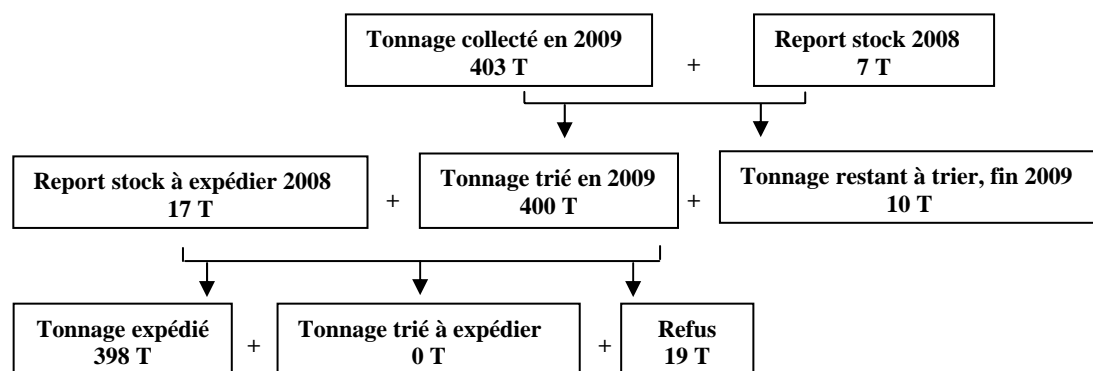 Tonnage collecté en 2009
403 T
+
Report stock 2008
7 T
Report stock à expédier 2008
17 T
+
Tonnage trié en 2009
400 T
+
Tonnage restant à trier, fin 2009
10 T
Tonnage expédié
398 T
+
Tonnage trié à expédier
0 T
+
Refus
19 T